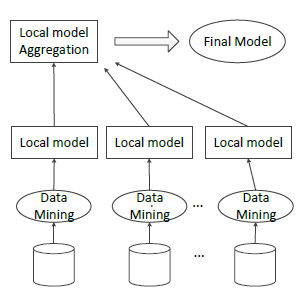 Local model
Aggregation
Final Model
Local model
Local model
Local model
Data
Mining
Data
Mining
...
Data
Mining
...